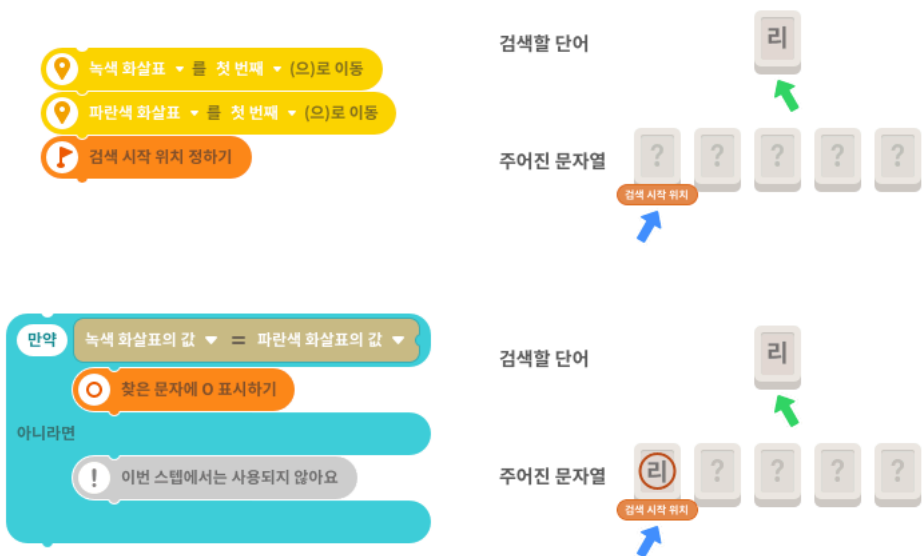 녹색 화살표 를 첫 번째 (으)로 이동
파란색 화살표 를 첫 번째 (으)로 이동
검색 시작 위치 정하기
검색할 단어
리
주어진 문자열
? ? ? ? ?
검색 시작 위치
만약 녹색 화살표의 값 = 파란색 화살표의 값
찾은 문자에 O 표시하기
아니라면
! 이번 스텝에서는 사용되지 않아요
검색할 단어
리
주어진 문자열
리 ? ? ? ?
검색 시작 위치